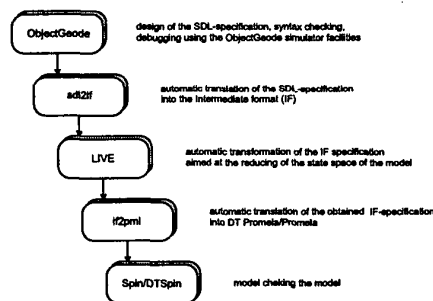 ObjectGeode
design of the SDL-specification, syntax checking,
debugging using the ObjectGeode simulator facilities
sdl2if
automatic translation of the SDL-specification
into the Intermediate format (IF)
LIVE
automatic transformation of the IF specification
aimed at the reducing of the state space of the model
if2pml
automatic translation of the obtained IF-specification
into DT Promela/Promela
Spin/DTSpin
model cheking the model